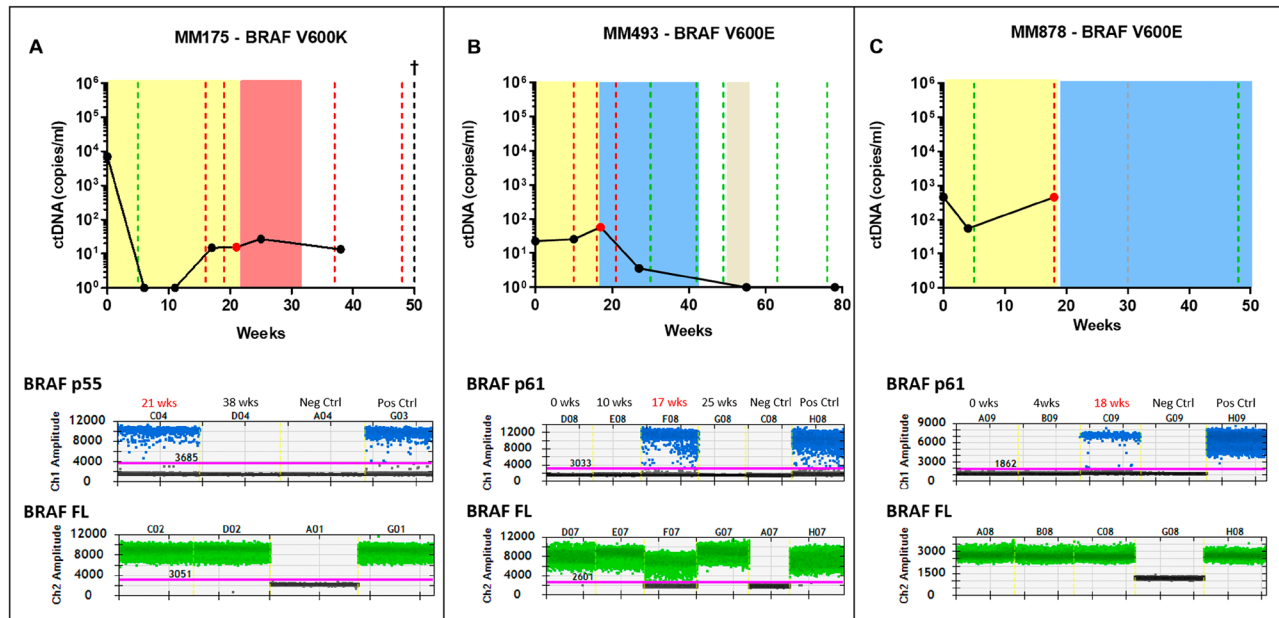 A
MM175 - BRAF V600K
†
ctDNA (copies/ml)
10⁶
10⁵
10⁴
10³
10²
10¹
10⁰
0 10 20 30 40 50
Weeks
BRAF p55
21 wks 38 wks Neg Ctrl Pos Ctrl
C04 D04 A04 G03
Ch1 Amplitude
12000
8000
4000
0
3685
BRAF FL
C02 D02 A01 G01
Ch2 Amplitude
12000
8000
4000
0
3051
B
MM493 - BRAF V600E
ctDNA (copies/ml)
10⁶
10⁵
10⁴
10³
10²
10¹
10⁰
0 20 40 60 80
Weeks
BRAF p61
0 wks 10 wks 17 wks 25 wks Neg Ctrl Pos Ctrl
D08 E08 F08 G08 C08 H08
Ch1 Amplitude
12000
8000
4000
0
3033
BRAF FL
D07 E07 F07 G07 A07 H07
Ch2 Amplitude
12000
8000
4000
0
2601
C
MM878 - BRAF V600E
ctDNA (copies/ml)
10⁶
10⁵
10⁴
10³
10²
10¹
10⁰
0 10 20 30 40 50
Weeks
BRAF p61
0 wks 4wks 18 wks Neg Ctrl Pos Ctrl
A09 B09 C09 G09 H09
Ch1 Amplitude
9000
6000
3000
0
1862
BRAF FL
A08 B08 C08 G08 H08
Ch2 Amplitude
3000
1500
0